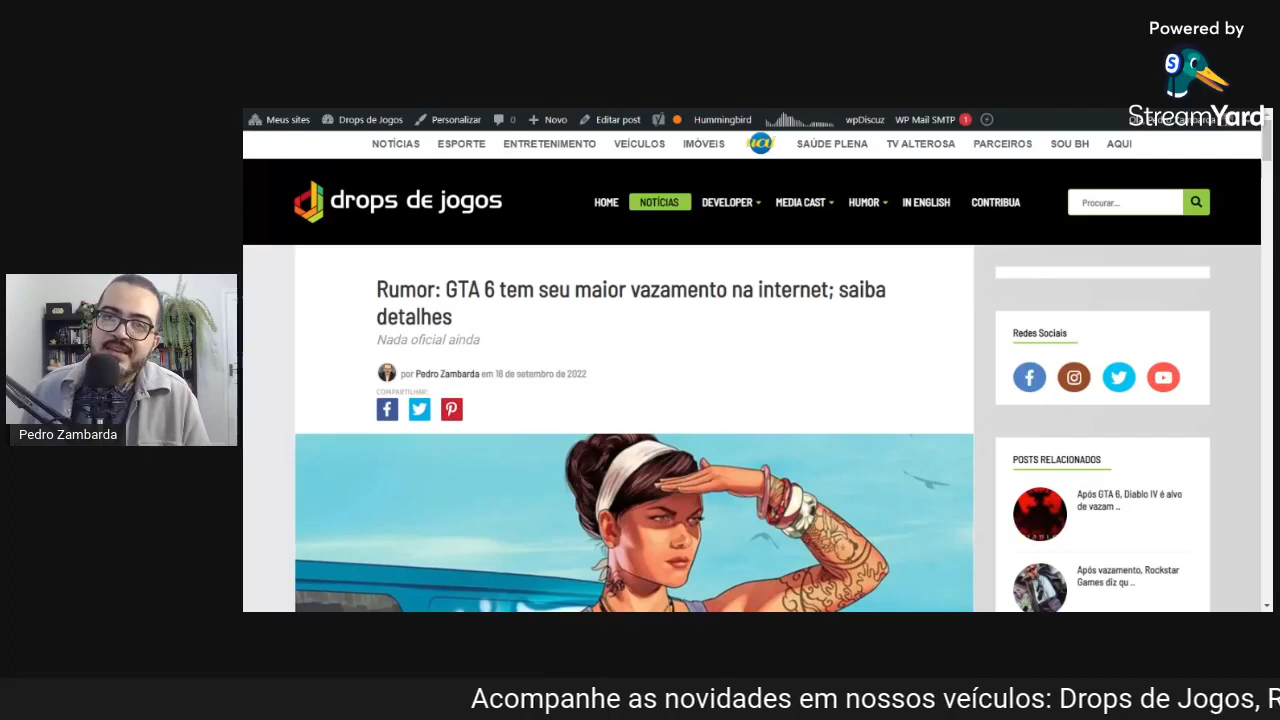 Powered by
StreamYard
Meus sites Drops de Jogos Personalizar 0 Novo Editar post Hummingbird wpDiscuz WP Mail SMTP 1
NOTÍCIAS ESPORTE ENTRETENIMENTO VEÍCULOS IMÓVEIS UAI SAÚDE PLENA TV ALTEROSA PARCEIROS SOU BH AQUI
drops de jogos
HOME NOTÍCIAS DEVELOPER MEDIA CAST HUMOR IN ENGLISH CONTRIBUA
Procurar...
Rumor: GTA 6 tem seu maior vazamento na internet; saiba
detalhes
Nada oficial ainda
por Pedro Zambarda em 18 de setembro de 2022
COMPARTILHAR:
Redes Sociais
POSTS RELACIONADOS
Após GTA 6, Diablo IV é alvo
de vazam ..
Após vazamento, Rockstar
Games diz qu ..
Pedro Zambarda
Acompanhe as novidades em nossos veículos: Drops de Jogos, R